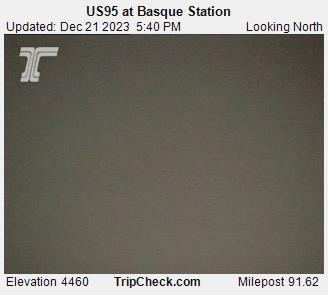 US95 at Basque Station
Updated: Dec 21 2023 5:40 PM Looking North
Elevation 4460 TripCheck.com Milepost 91.62